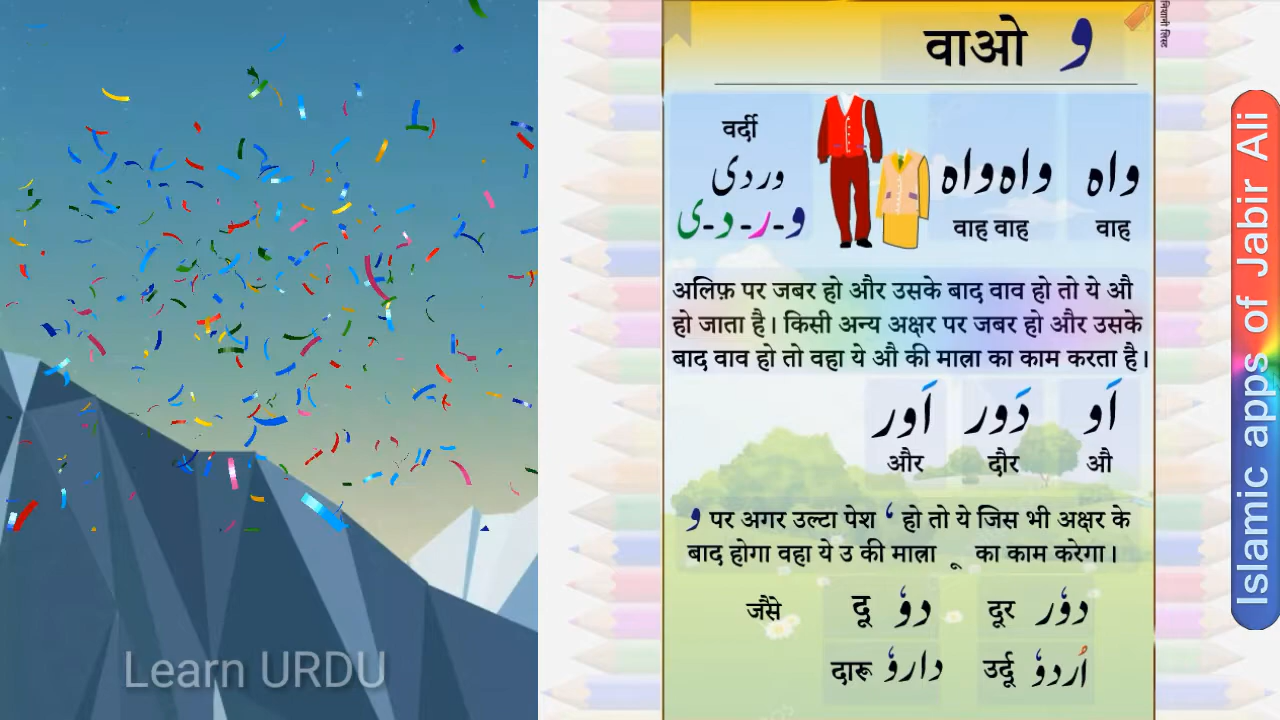 वाओ و
निशानी लिस्ट
वर्दी
وردی
و-ر-د-ی
واہ واہ واہ
वाह वाह वाह
अलिफ़ पर जबर हो और उसके बाद वाव हो तो ये औ
हो जाता है। किसी अन्य अक्षर पर जबर हो और उसके
बाद वाव हो तो वहा ये औ की मात्रा का काम करता है।
اَو دَور اَور
और दौर औ
و पर अगर उल्टा पेश ٗ हो तो ये जिस भी अक्षर के
बाद होगा वहा ये उ की मात्रा ू का काम करेगा।
जैसे दू دوٗ दूर دوٗر
दारू داروٗ उर्दू اُردوٗ
Learn URDU
Islamic apps of Jabir Ali